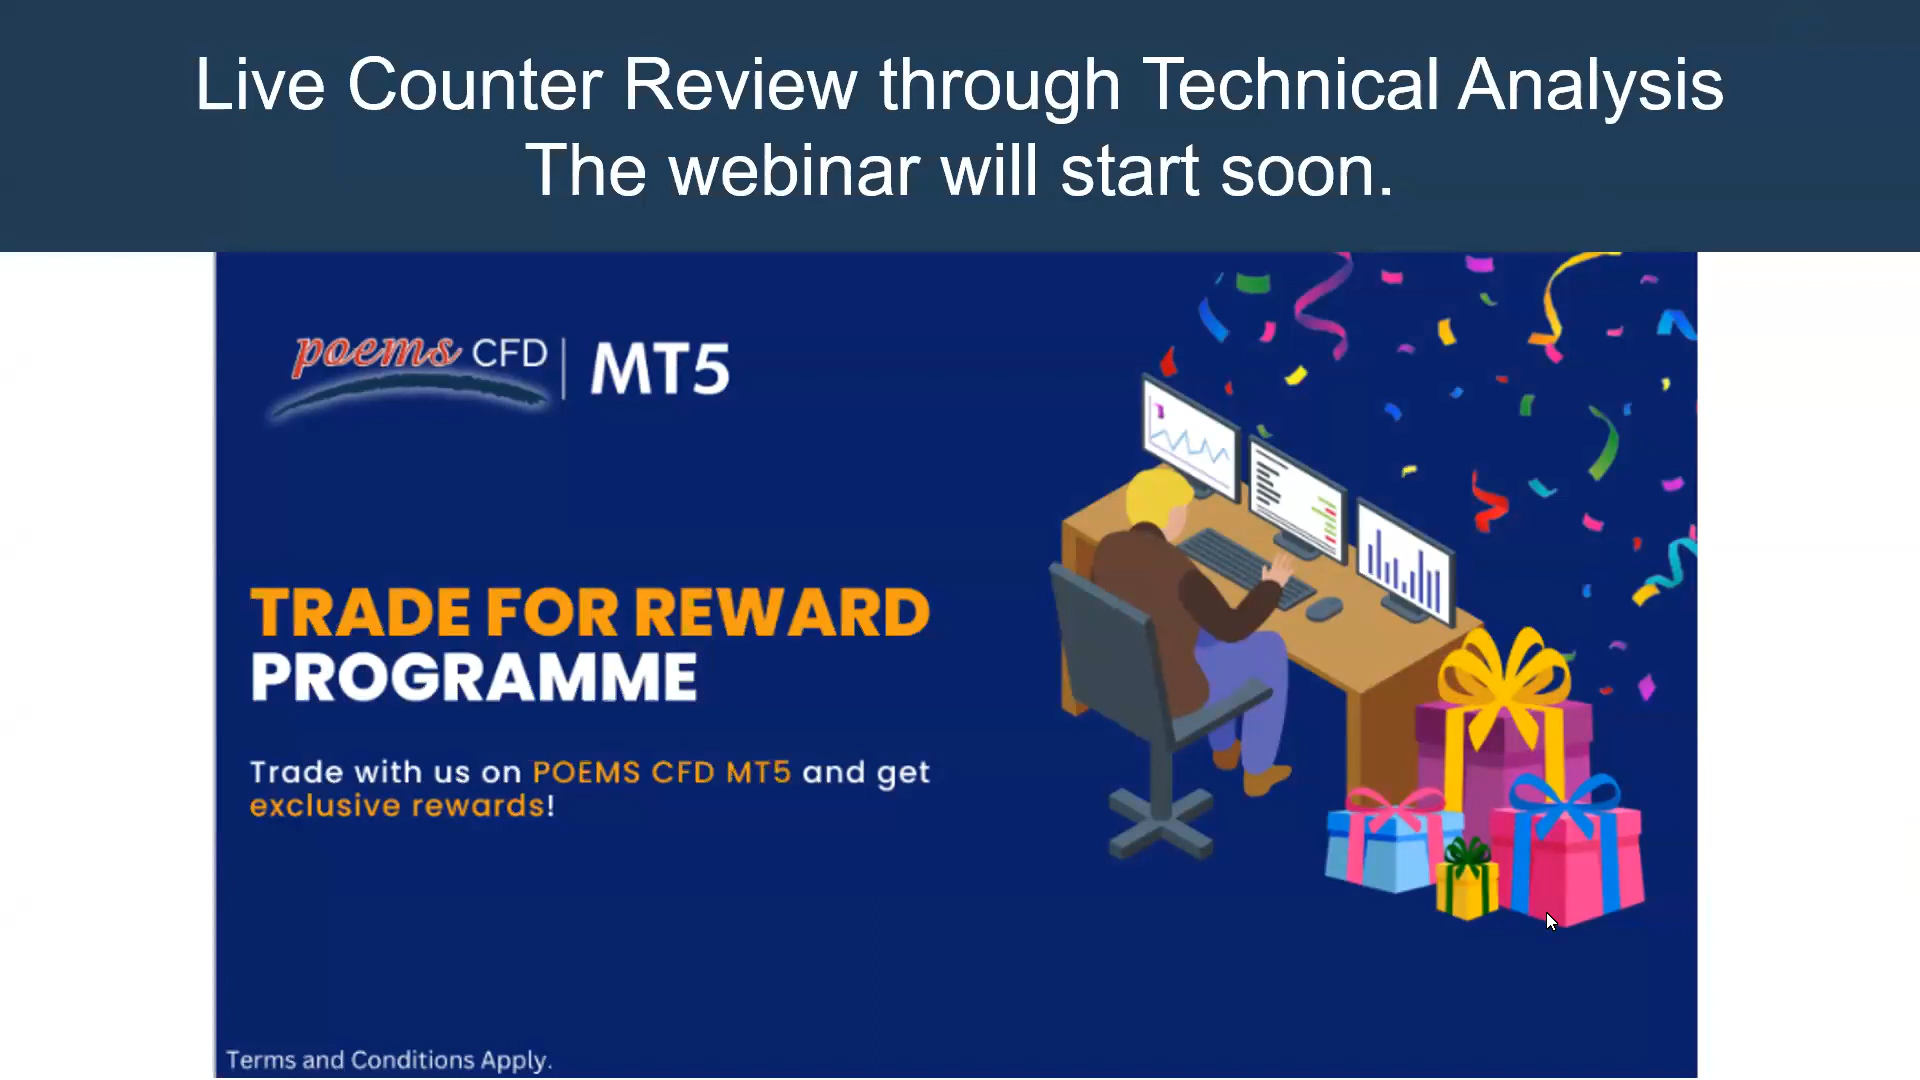 Live Counter Review through Technical Analysis
The webinar will start soon.
poems CFD | MT5
TRADE FOR REWARD
PROGRAMME
Trade with us on POEMS CFD MT5 and get
exclusive rewards!
Terms and Conditions Apply.